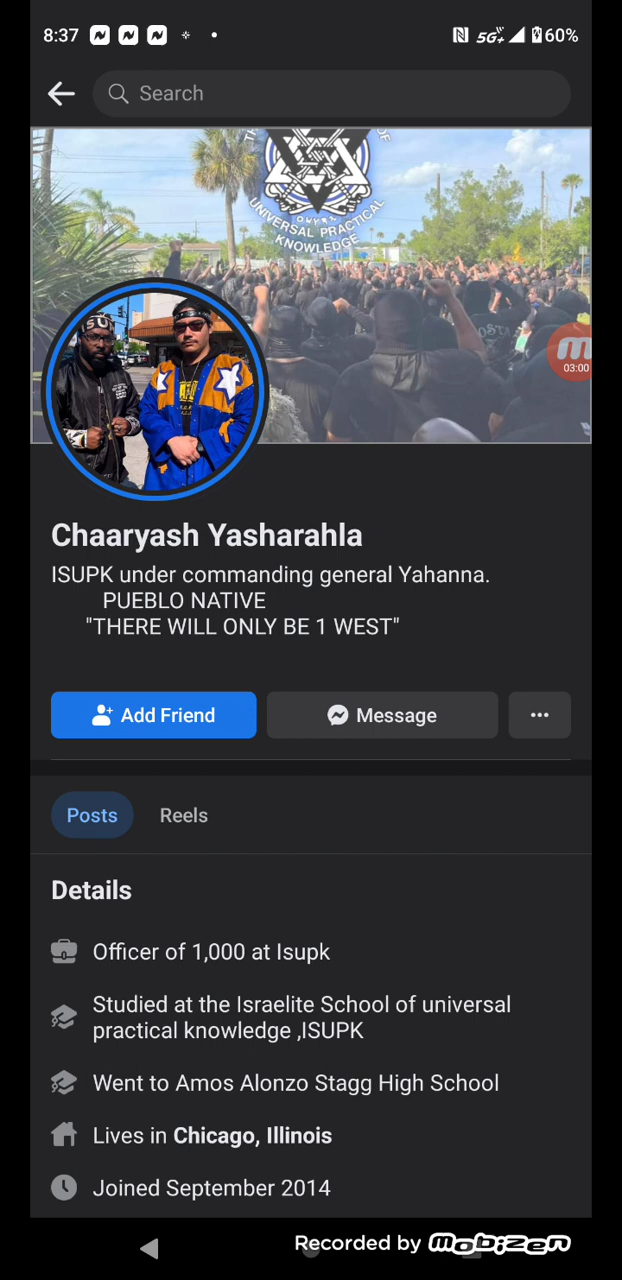 8:37
5G+ 60%
Search
UNIVERSAL PRACTICAL
KNOWLEDGE
03:00
Chaaryash Yasharahla
ISUPK under commanding general Yahanna.
PUEBLO NATIVE
"THERE WILL ONLY BE 1 WEST"
Add Friend
Message
Posts
Reels
Details
Officer of 1,000 at Isupk
Studied at the Israelite School of universal
practical knowledge ,ISUPK
Went to Amos Alonzo Stagg High School
Lives in Chicago, Illinois
Joined September 2014
Recorded by Mobizen